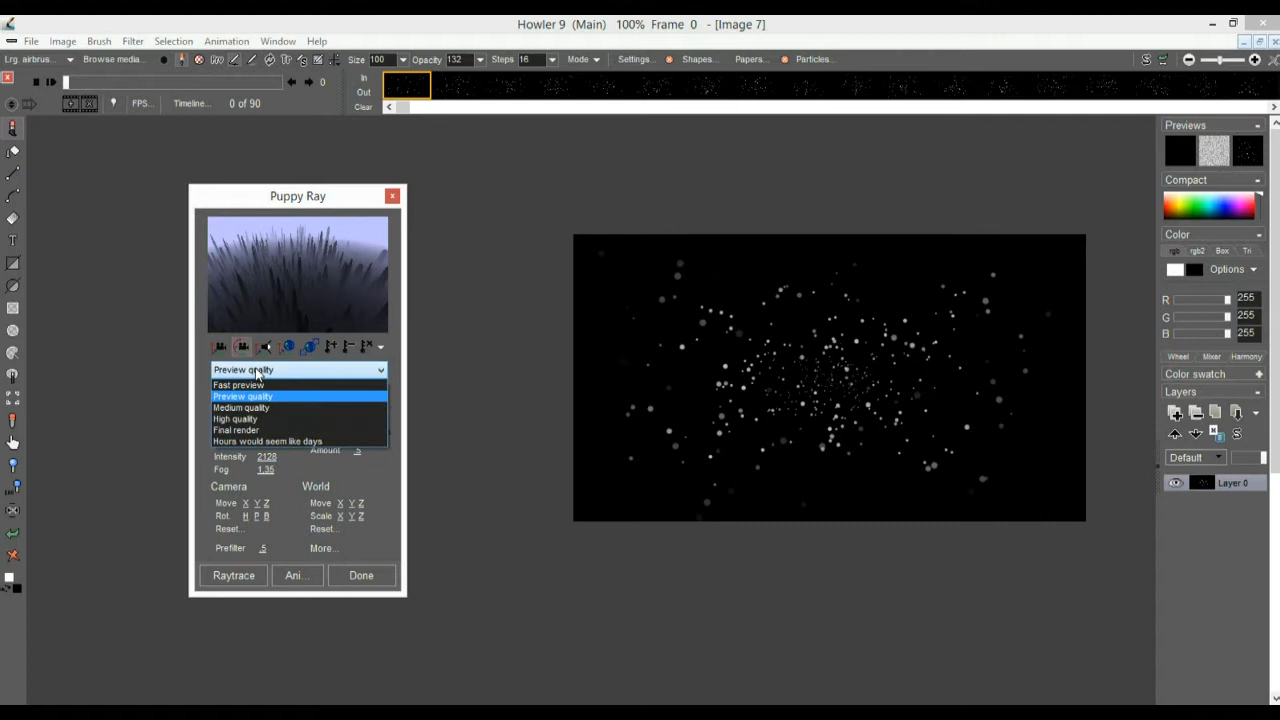 Howler 9 (Main) 100% Frame 0 - [Image 7]
File Image Brush Filter Selection Animation Window Help
Lrg. airbrus... Browse media... Size 100 Opacity 132 Steps 16 Mode Settings... Shapes... Papers... Particles...
0 In
Out
Clear
FPS... Timeline... 0 of 90
Previews
Compact
Color
rgb rgb2 Box Tri
Options
R 255
G 255
B 255
Wheel Mixer Harmony
Color swatch
Layers
Default
Layer 0
Puppy Ray
Preview quality
Fast preview
Preview quality
Medium quality
High quality
Final render
Hours would seem like days
Amount .5
Intensity 2128
Fog 1.35
Camera World
Move X Y Z Move X Y Z
Rot. H P B Scale X Y Z
Reset... Reset...
Prefilter .5 More...
Raytrace Ani... Done